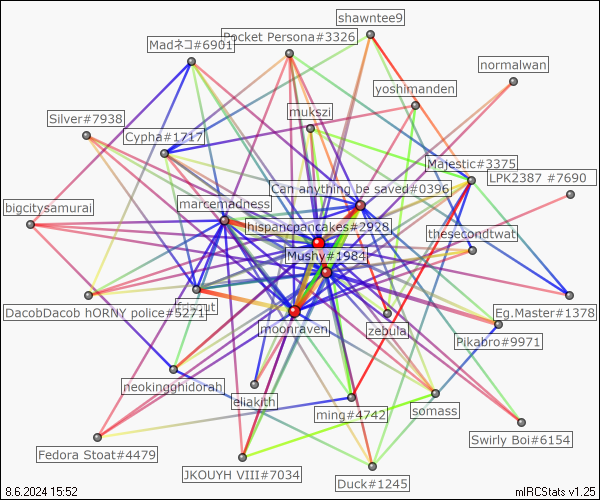 shawntee9
Pocket Persona#3326
Madネコ#6901
normalwan
yoshimanden
mukszi
Silver#7938
Cypha#1717
Majestic#3375
LPK2387 #7690
Can anything be saved#0396
marcemadness
bigcitysamurai
hispanicpancakes#2928
thesecondtwat
Mushy#1984
DacobDacob hORNY police#5271
Eg.Master#1378
moonraven
zebula
Pikabro#9971
neokingghidorah
eliakith
ming#4742
somass
Swirly Boi#6154
Fedora Stoat#4479
JKOUYH VIII#7034
Duck#1245
8.6.2024 15:52
mIRCStats v1.25